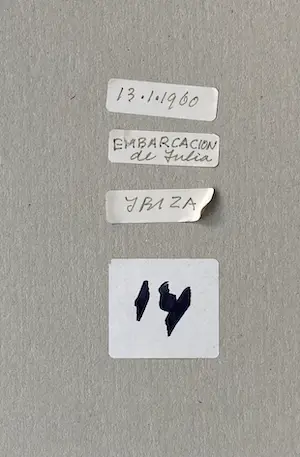 13.1.1960
EMBARCACION
de Julia
IBIZA
14